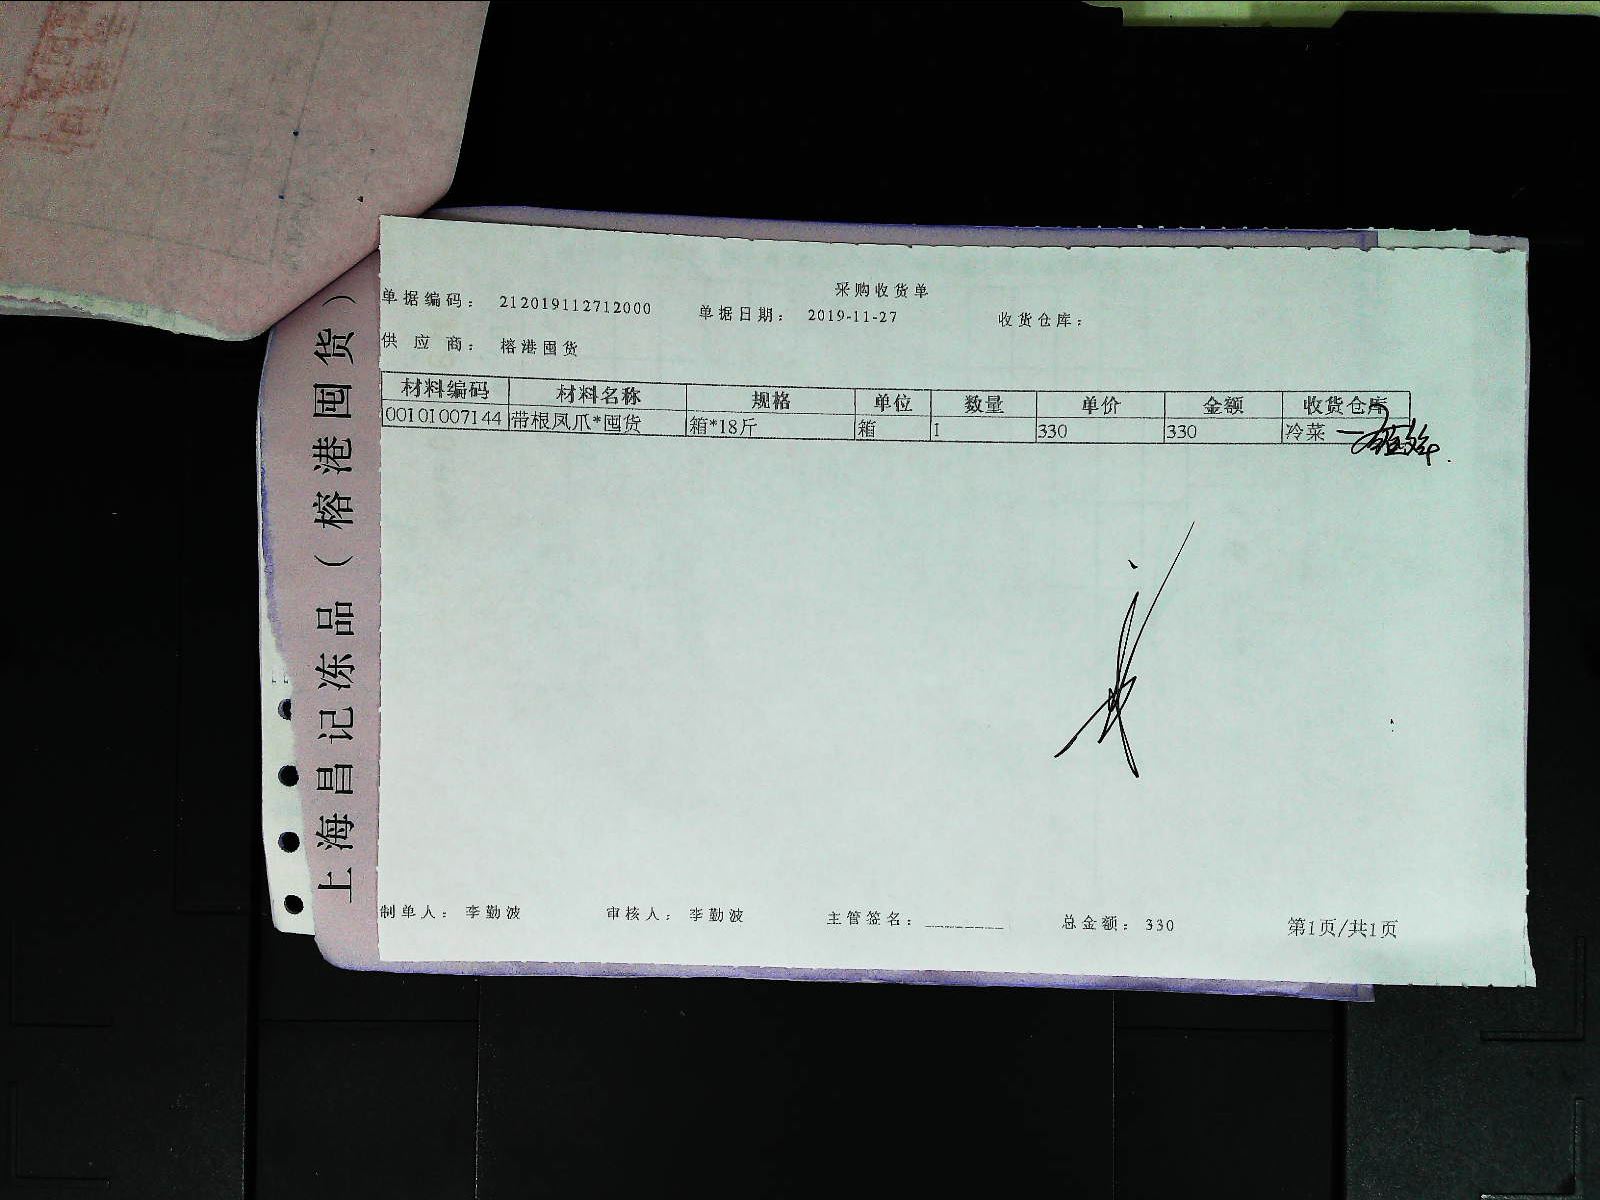 采购收货单
单据编码： 212019112712000 单据日期： 2019-11-27 收货仓库：
供 应 商： 榕港囤货
材料编码 材料名称 规格 单位 数量 单价 金额 收货仓库
00101007144 带根凤爪*囤货 箱*18斤 箱 1 330 330 冷菜
制单人： 李勤波 审核人： 李勤波 主管签名： 总金额： 330 第1页/共1页
上海昌记冻品（榕港囤货）